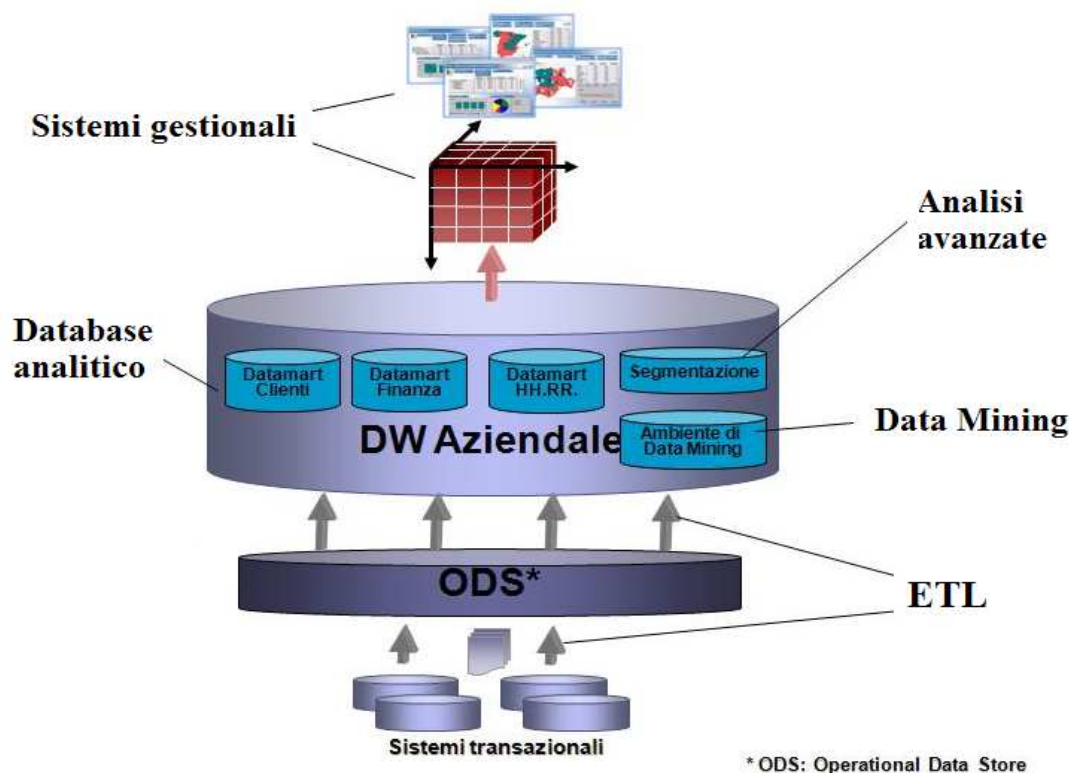 Sistemi gestionali
Analisi
avanzate
Database
analitico
Datamart
Clienti
Datamart
Finanza
Datamart
HH.RR.
Segmentazione
DW Aziendale
Ambiente di
Data Mining
Data Mining
ODS*
ETL
Sistemi transazionali
* ODS: Operational Data Store